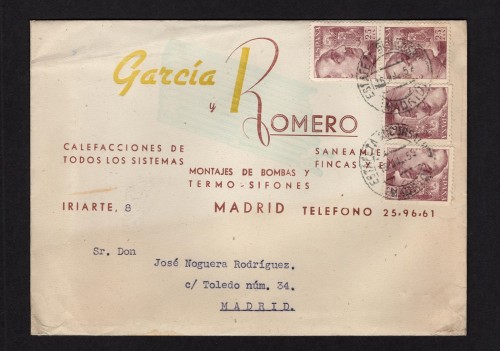 García
y
ROMERO
CALEFACCIONES DE
TODOS LOS SISTEMAS
MONTAJES DE BOMBAS Y
TERMO-SIFONES
FINCAS
IRIARTE, 8 MADRID TELEFONO 25-96-61
Sr. Don
José Noguera Rodríguez.
c/ Toledo núm. 34.
MADRID.